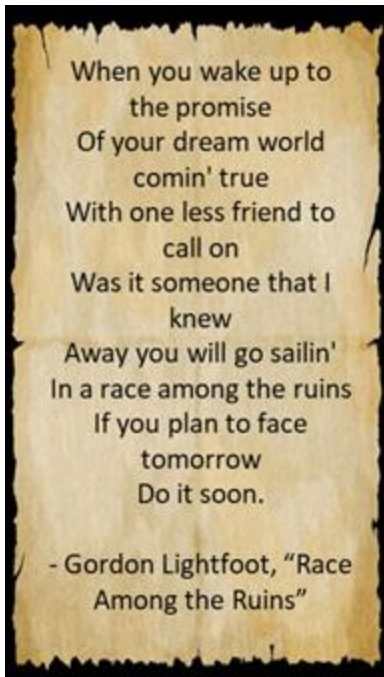 When you wake up to
the promise
Of your dream world
comin' true
With one less friend to
call on
Was it someone that I
knew
Away you will go sailin'
In a race among the ruins
If you plan to face
tomorrow
Do it soon.
- Gordon Lightfoot, “Race
Among the Ruins”